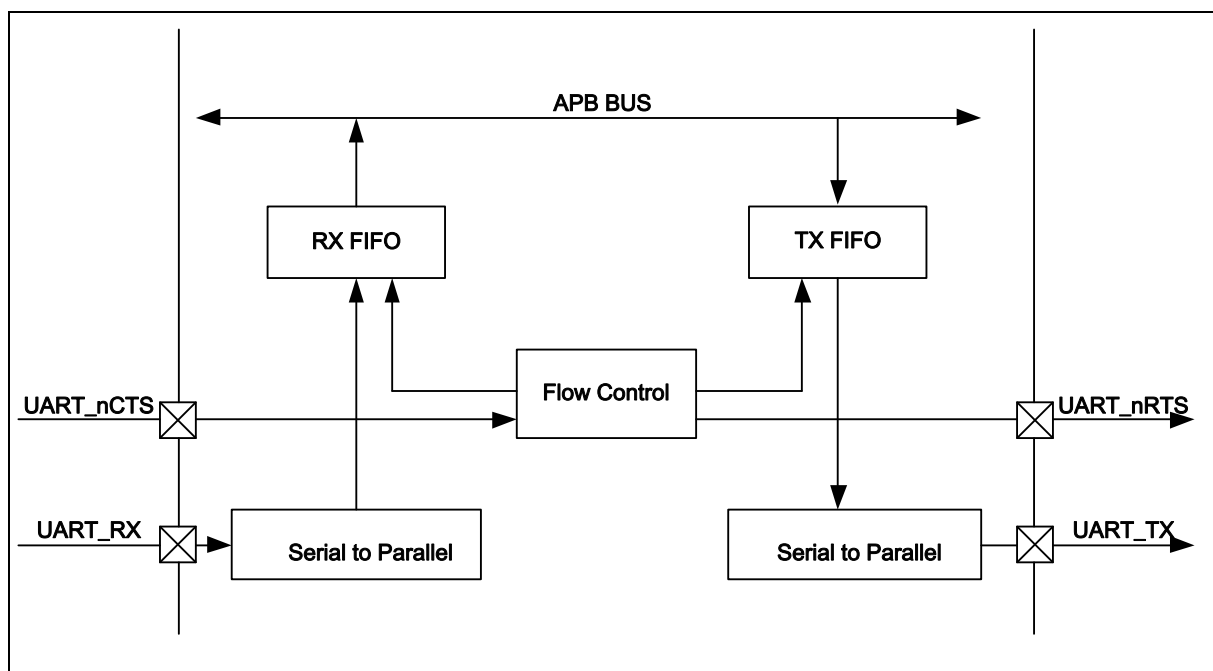 APB BUS
RX FIFO
TX FIFO
Flow Control
UART_nCTS
UART_nRTS
UART_RX
Serial to Parallel
Serial to Parallel
UART_TX